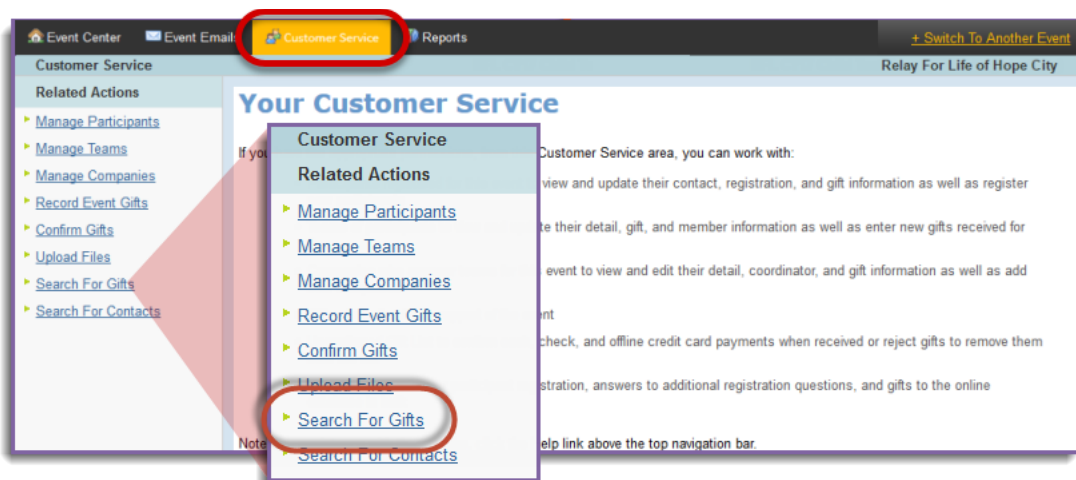 Event Center Event Emails Customer Service Reports + Switch To Another Event
Customer Service Relay For Life of Hope City
Related Actions
Manage Participants
Manage Teams
Manage Companies
Record Event Gifts
Confirm Gifts
Upload Files
Search For Gifts
Search For Contacts
Your Customer Service
If you Customer Service area, you can work with:
view and update their contact, registration, and gift information as well as register
their detail, gift, and member information as well as enter new gifts received for
event to view and edit their detail, coordinator, and gift information as well as add
check, and offline credit card payments when received or reject gifts to remove them
answers to additional registration questions, and gifts to the online
Note link above the top navigation bar.
Customer Service
Related Actions
Manage Participants
Manage Teams
Manage Companies
Record Event Gifts
Confirm Gifts
Upload Files
Search For Gifts
Search For Contacts